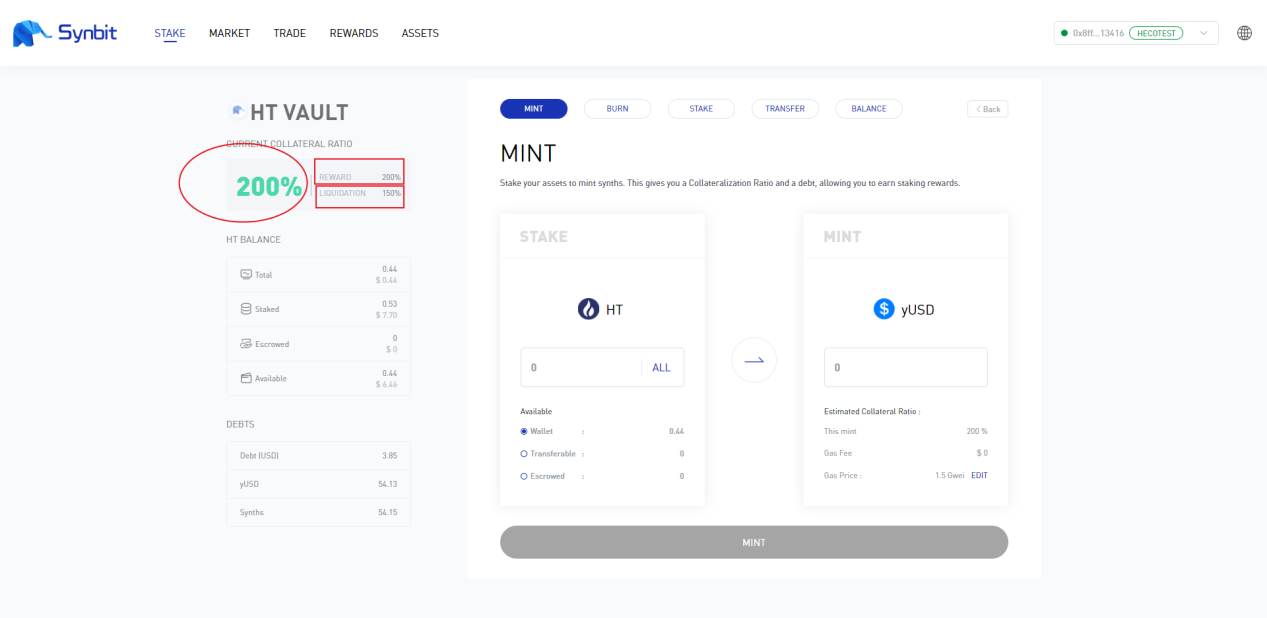 Synbit STAKE MARKET TRADE REWARDS ASSETS 0x8ff...13416 HECOTEST
HT VAULT
CURRENT COLLATERAL RATIO
200%
REWARD 200%
LIQUIDATION 150%
HT BALANCE
Total 0.44
$ 0.44
Staked 0.53
$ 7.70
Escrowed 0
$ 0
Available 0.44
$ 6.46
DEBTS
Debt (USD) 3.85
yUSD 54.13
Synths 54.15
MINT BURN STAKE TRANSFER BALANCE < Back
MINT
Stake your assets to mint synths. This gives you a Collateralization Ratio and a debt, allowing you to earn staking rewards.
STAKE
HT
0 ALL
Available
Wallet : 0.44
Transferable : 0
Escrowed : 0
MINT
$ yUSD
0
Estimated Collateral Ratio :
This mint 200 %
Gas Fee $ 0
Gas Price : 1.5 Gwei EDIT
MINT